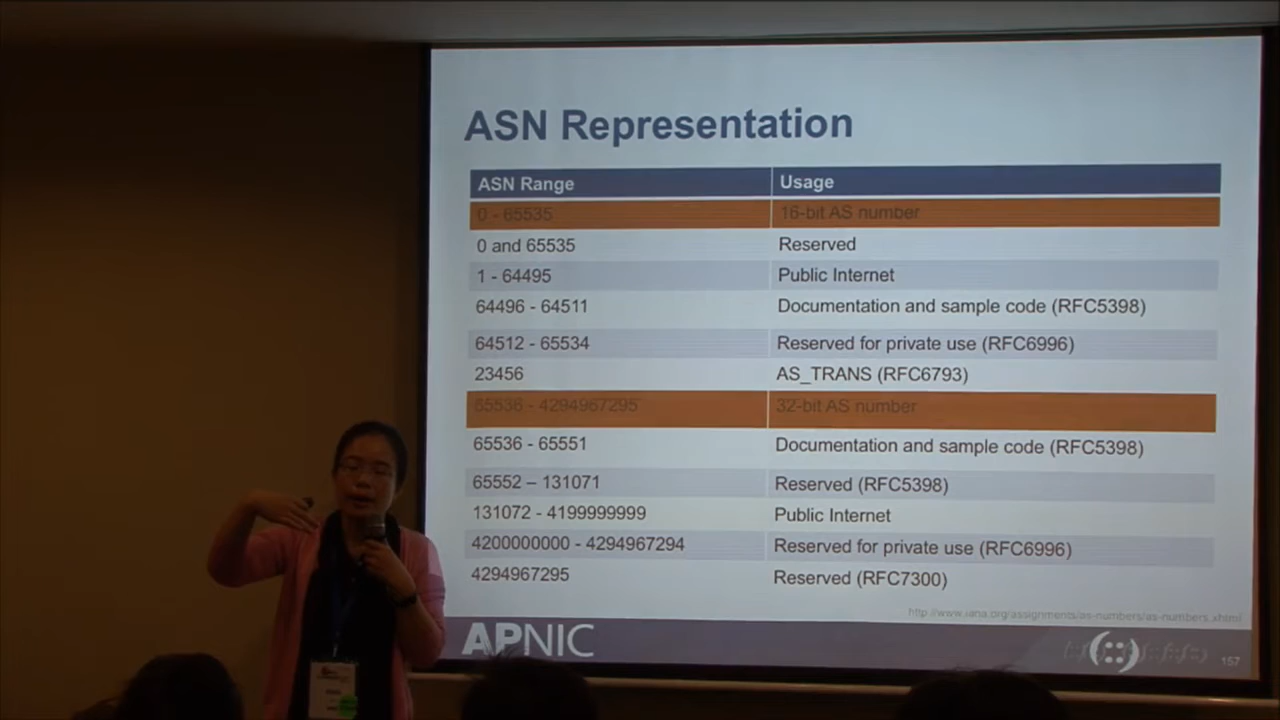 ASN Representation
ASN Range Usage
0 - 65535 16-bit AS number
0 and 65535 Reserved
1 - 64495 Public Internet
64496 - 64511 Documentation and sample code (RFC5398)
64512 - 65534 Reserved for private use (RFC6996)
23456 AS_TRANS (RFC6793)
65536 - 4294967295 32-bit AS number
65536 - 65551 Documentation and sample code (RFC5398)
65552 – 131071 Reserved (RFC5398)
131072 - 4199999999 Public Internet
4200000000 - 4294967294 Reserved for private use (RFC6996)
4294967295 Reserved (RFC7300)
http://www.iana.org/assignments/as-numbers/as-numbers.xhtml
APNIC
157